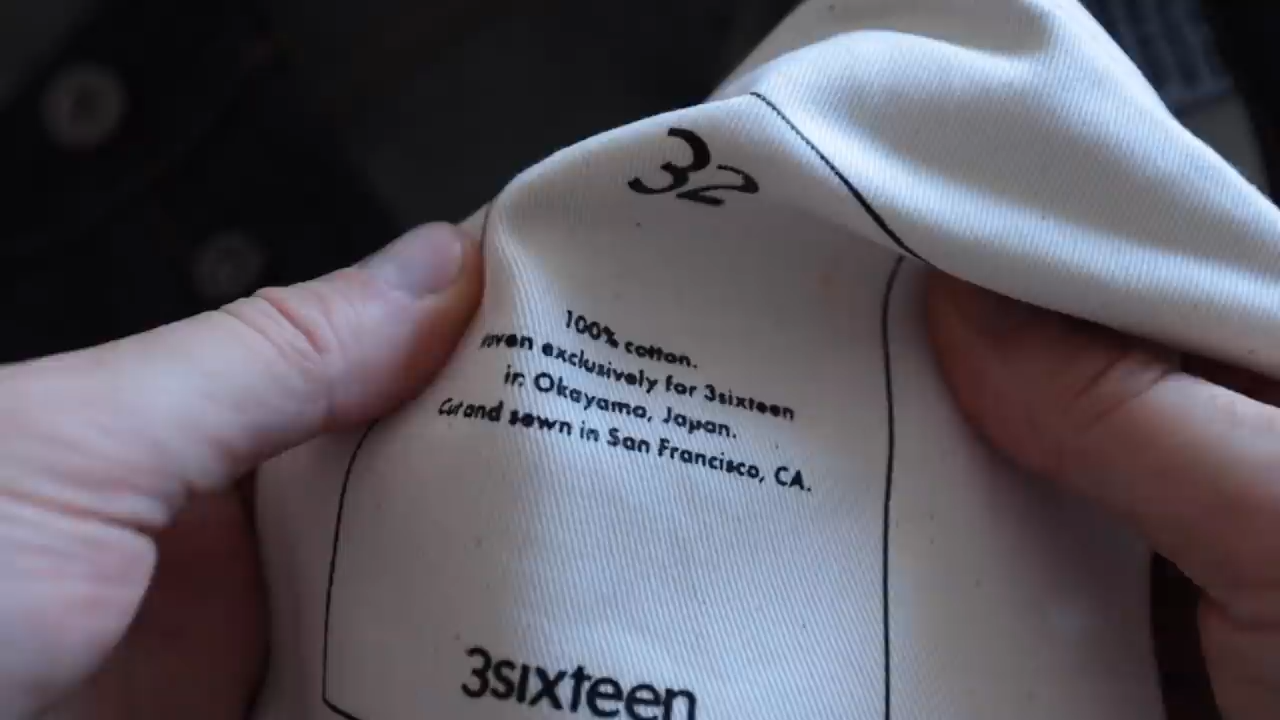 32
100% cotton.
woven exclusively for 3sixteen
in Okayama, Japan.
Cut and sewn in San Francisco, CA.
3sixteen